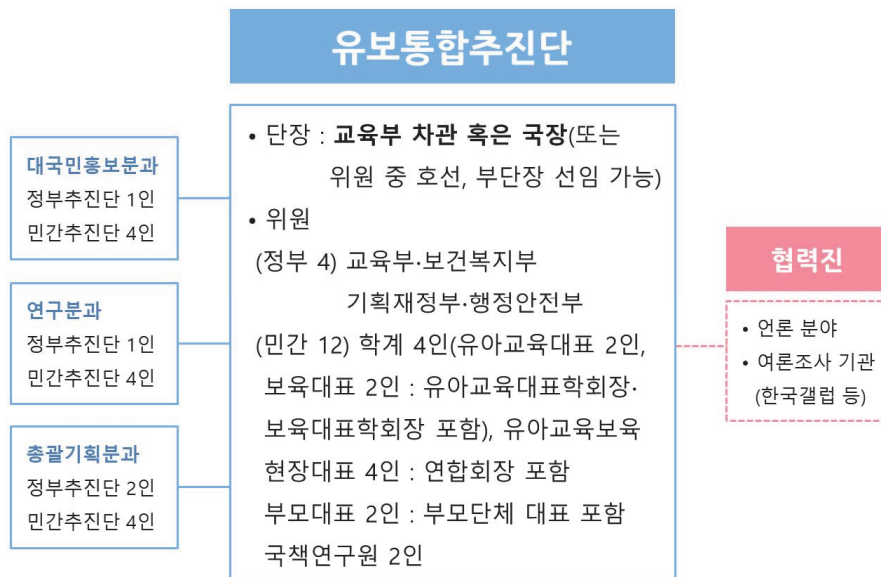 유보통합추진단
대국민홍보분과
정부추진단 1인
민간추진단 4인
연구분과
정부추진단 1인
민간추진단 4인
총괄기획분과
정부추진단 2인
민간추진단 4인
• 단장 : 교육부 차관 혹은 국장(또는
위원 중 호선, 부단장 선임 가능)
• 위원
(정부 4) 교육부·보건복지부
기획재정부·행정안전부
(민간 12) 학계 4인(유아교육대표 2인,
보육대표 2인 : 유아교육대표학회장·
보육대표학회장 포함), 유아교육보육
현장대표 4인 : 연합회장 포함
부모대표 2인 : 부모단체 대표 포함
국책연구원 2인
협력진
• 언론 분야
• 여론조사 기관
(한국갤럽 등)